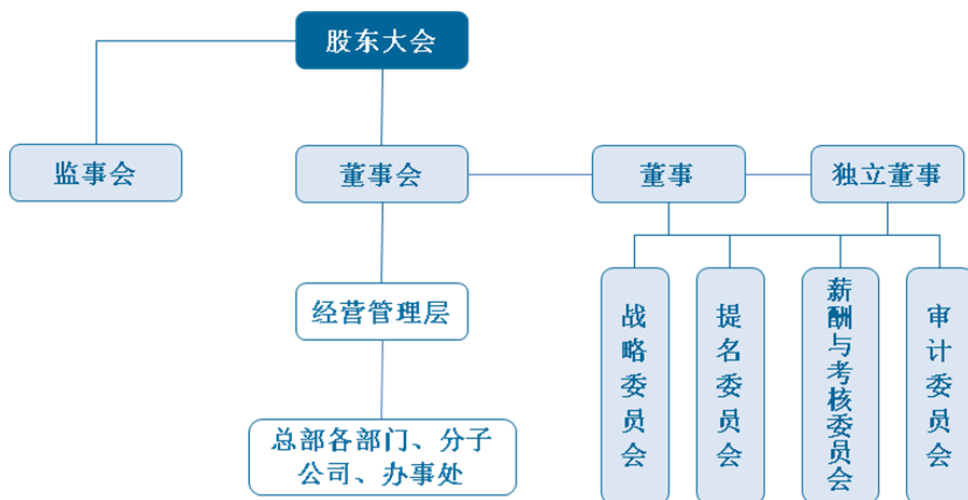 股东大会
监事会
董事会
董事
独立董事
经营管理层
总部各部门、分子
公司、办事处
战略委员会
提名委员会
薪酬与考核委员会
审计委员会